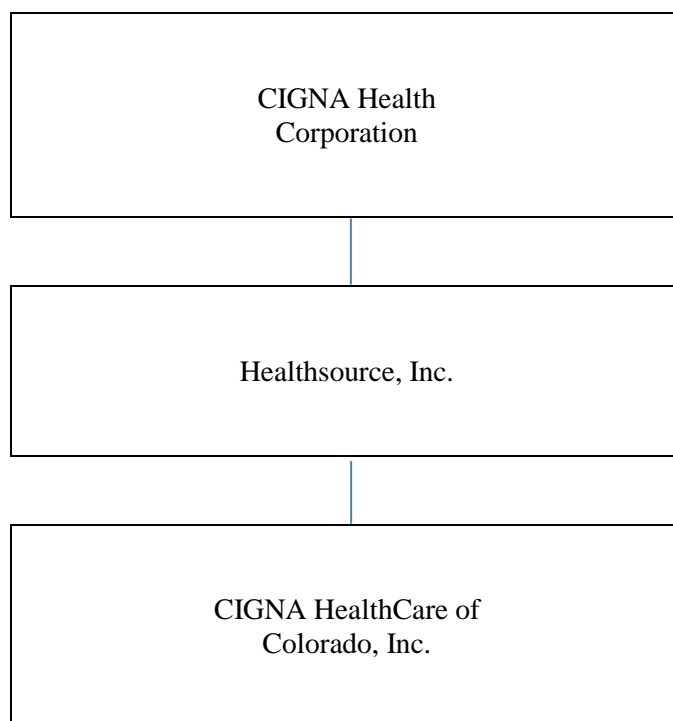 CIGNA Health
Corporation
Healthsource, Inc.
CIGNA HealthCare of
Colorado, Inc.